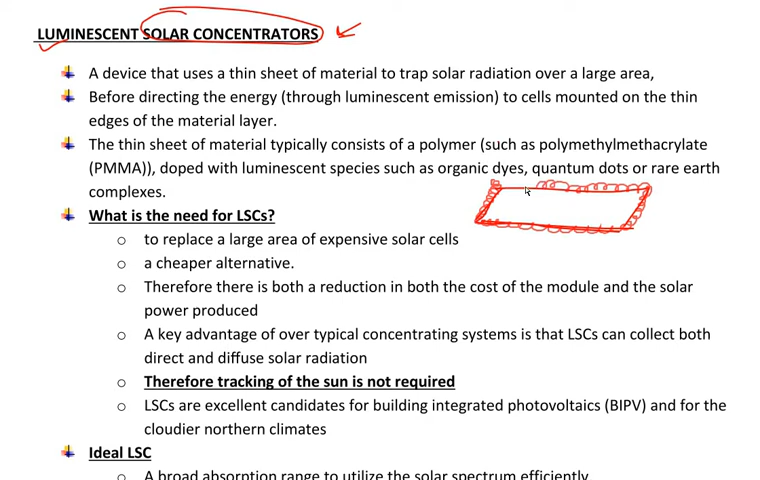 LUMINESCENT SOLAR CONCENTRATORS
A device that uses a thin sheet of material to trap solar radiation over a large area,
Before directing the energy (through luminescent emission) to cells mounted on the thin
edges of the material layer.
The thin sheet of material typically consists of a polymer (such as polymethylmethacrylate
(PMMA)), doped with luminescent species such as organic dyes, quantum dots or rare earth
complexes.
What is the need for LSCs?
o to replace a large area of expensive solar cells
o a cheaper alternative.
o Therefore there is both a reduction in both the cost of the module and the solar
power produced
o A key advantage of over typical concentrating systems is that LSCs can collect both
direct and diffuse solar radiation
o Therefore tracking of the sun is not required
o LSCs are excellent candidates for building integrated photovoltaics (BIPV) and for the
cloudier northern climates
Ideal LSC
o A broad absorption range to utilize the solar spectrum efficiently